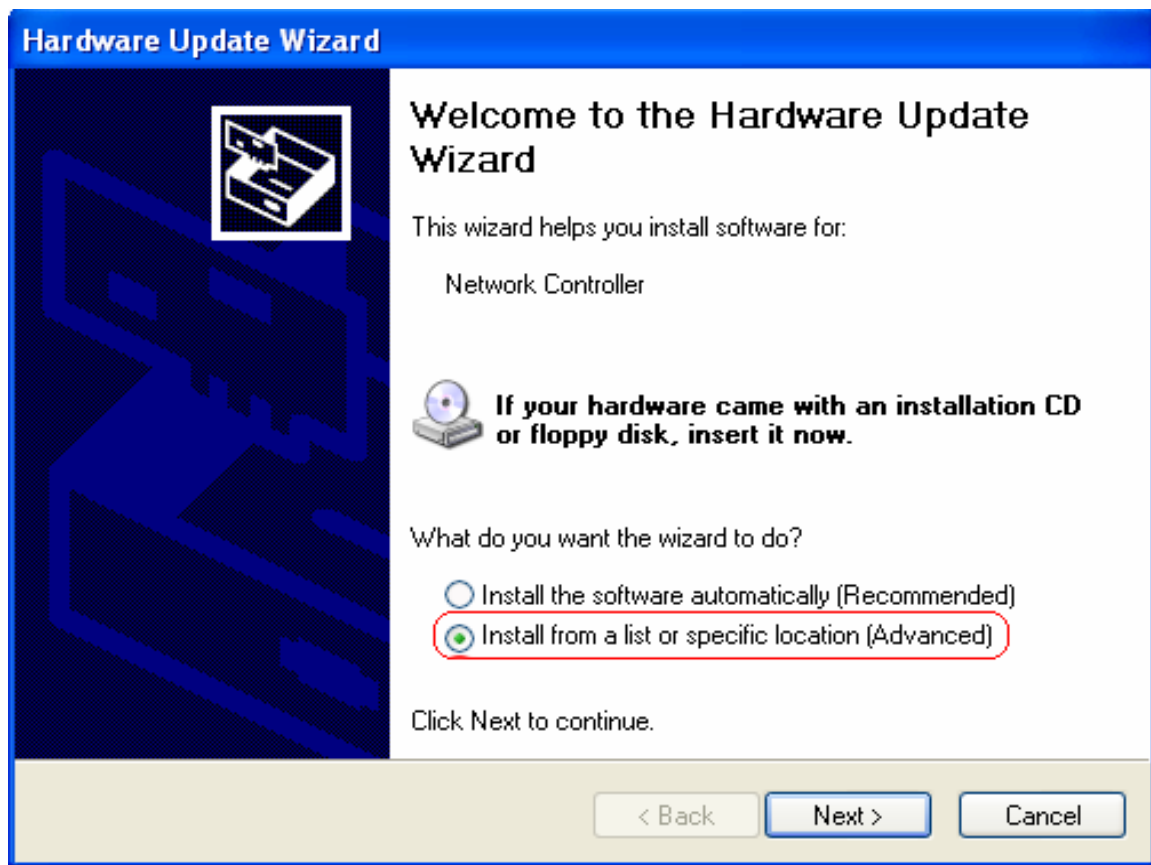 Hardware Update Wizard
Welcome to the Hardware Update
Wizard
This wizard helps you install software for:
Network Controller
If your hardware came with an installation CD
or floppy disk, insert it now.
What do you want the wizard to do?
Install the software automatically (Recommended)
Install from a list or specific location (Advanced)
Click Next to continue.
< Back
Next >
Cancel